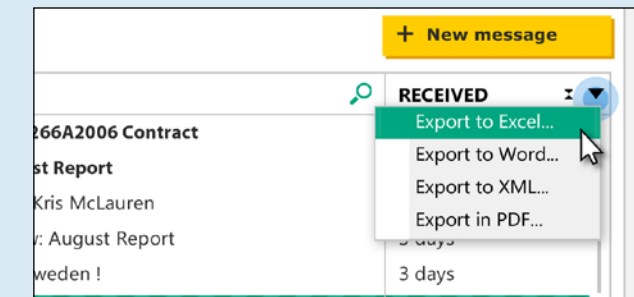 + New message
RECEIVED
266A2006 Contract
Export to Excel...
st Report
Export to Word...
Kris McLauren
Export to XML...
: August Report
Export in PDF...
days
weden !
3 days